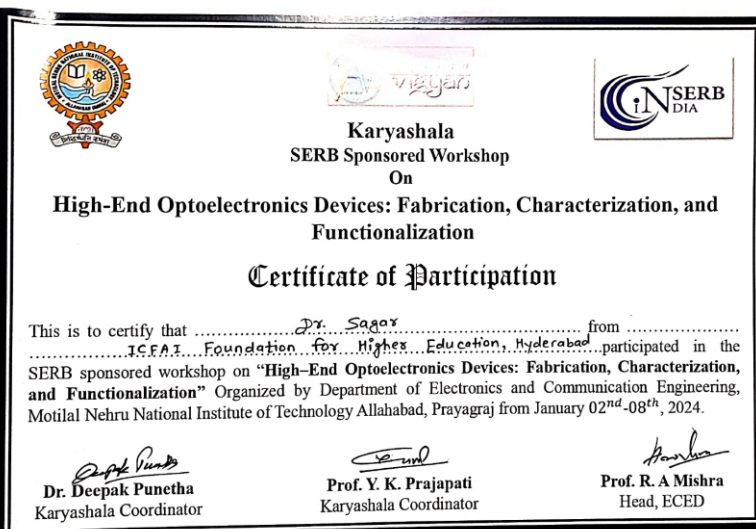 vigyan
iNSERB
DIA
Karyashala
SERB Sponsored Workshop
On
High-End Optoelectronics Devices: Fabrication, Characterization, and
Functionalization
Certificate of Participation
This is to certify that ..................Dr. Sagar.............................. from ....................
.................ICFAI Foundation for Higher Education, Hyderabad..participated in the
SERB sponsored workshop on “High–End Optoelectronics Devices: Fabrication, Characterization,
and Functionalization” Organized by Department of Electronics and Communication Engineering,
Motilal Nehru National Institute of Technology Allahabad, Prayagraj from January 02nd-08th, 2024.
Dr. Deepak Punetha
Karyashala Coordinator
Prof. Y. K. Prajapati
Karyashala Coordinator
Prof. R. A Mishra
Head, ECED